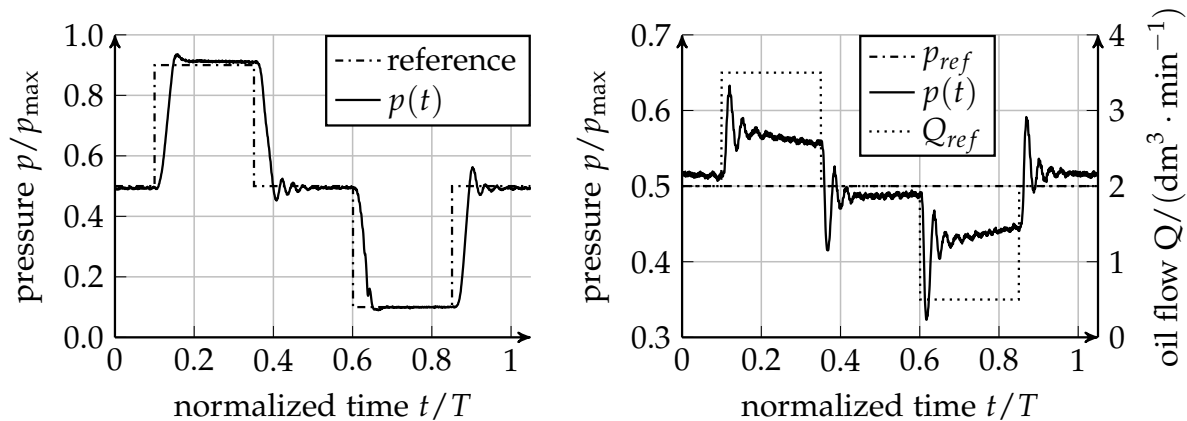 1.0
0.8
0.6
0.4
0.2
0.0
pressure p/p_max
0 0.2 0.4 0.6 0.8 1
normalized time t/T
reference
p(t)
0.7
0.6
0.5
0.4
0.3
pressure p/p_max
0 0.2 0.4 0.6 0.8 1
normalized time t/T
p_ref
p(t)
Q_ref
4
3
2
1
0
oil flow Q/(dm³ · min⁻¹)